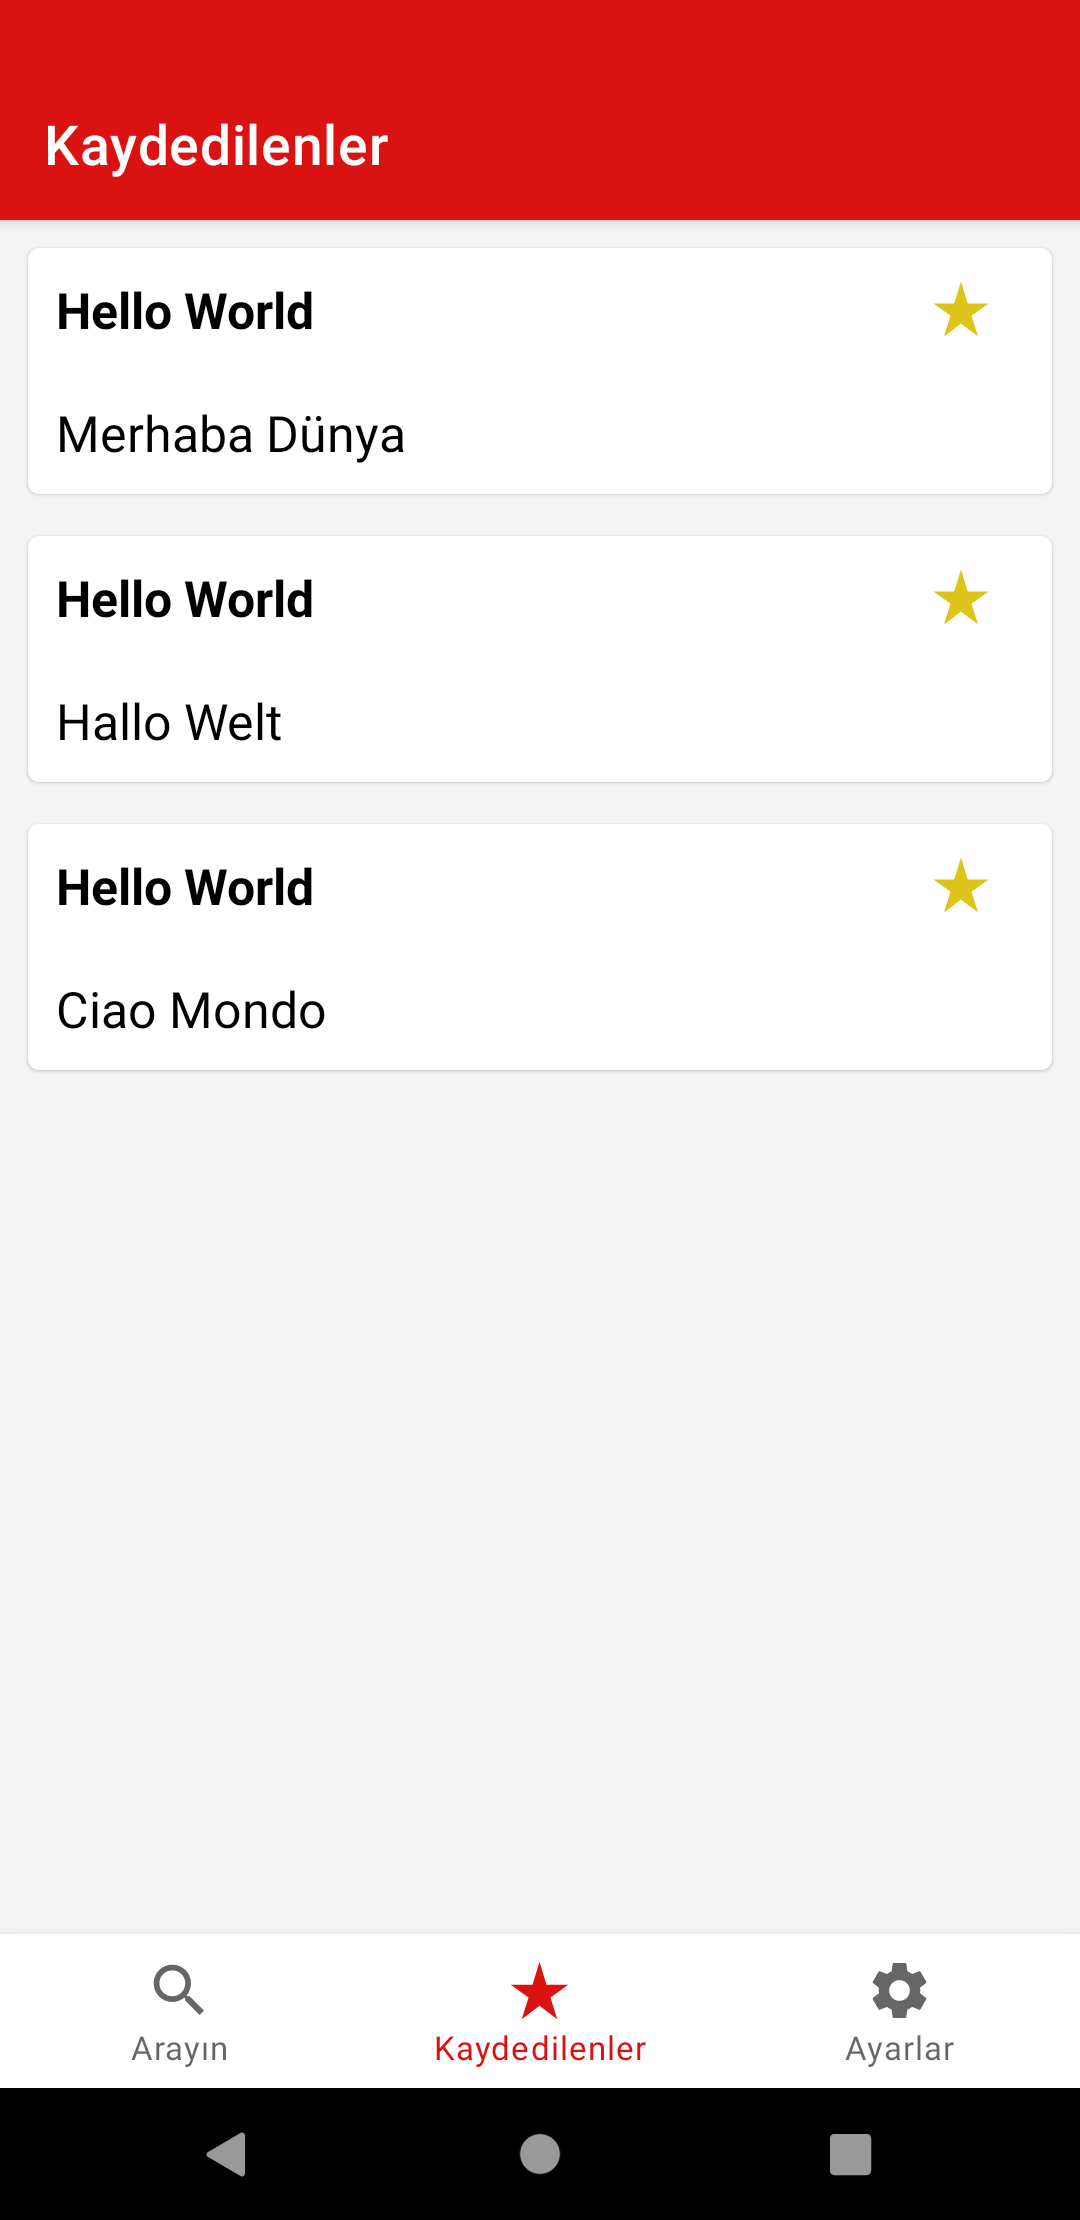 Kaydedilenler
Hello World
Merhaba Dünya
Hello World
Hallo Welt
Hello World
Ciao Mondo
Arayın
Kaydedilenler
Ayarlar